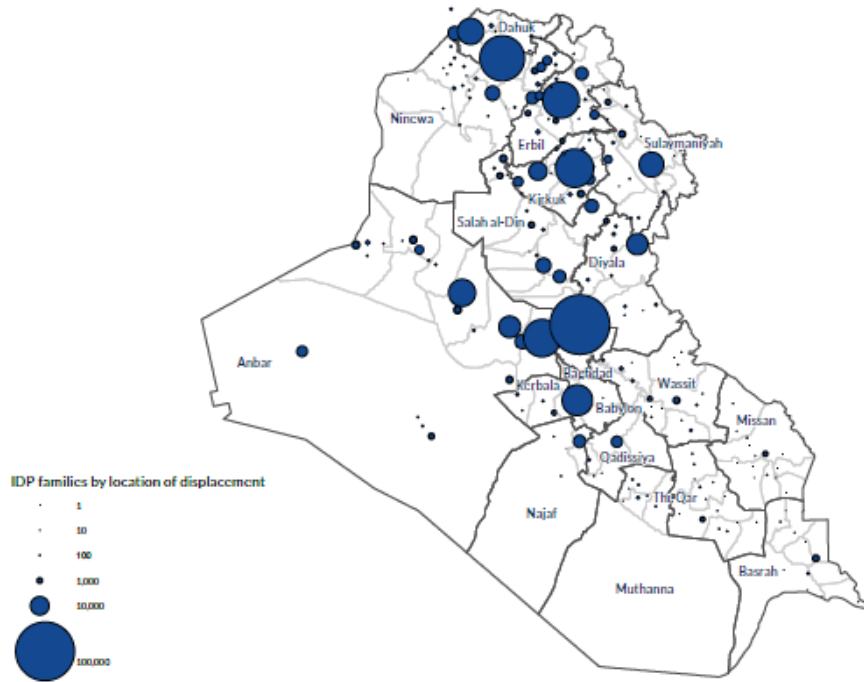 Dahuk
Ninewa
Erbil
Sulaymaniyah
Kirkuk
Salah al-Din
Diyala
Anbar
Baghdad
Kerbala
Wassit
Babylon
Missan
Qadissiya
Thi-Qar
Najaf
Basrah
Muthanna
IDP families by location of displacement
1
10
100
1,000
10,000
100,000